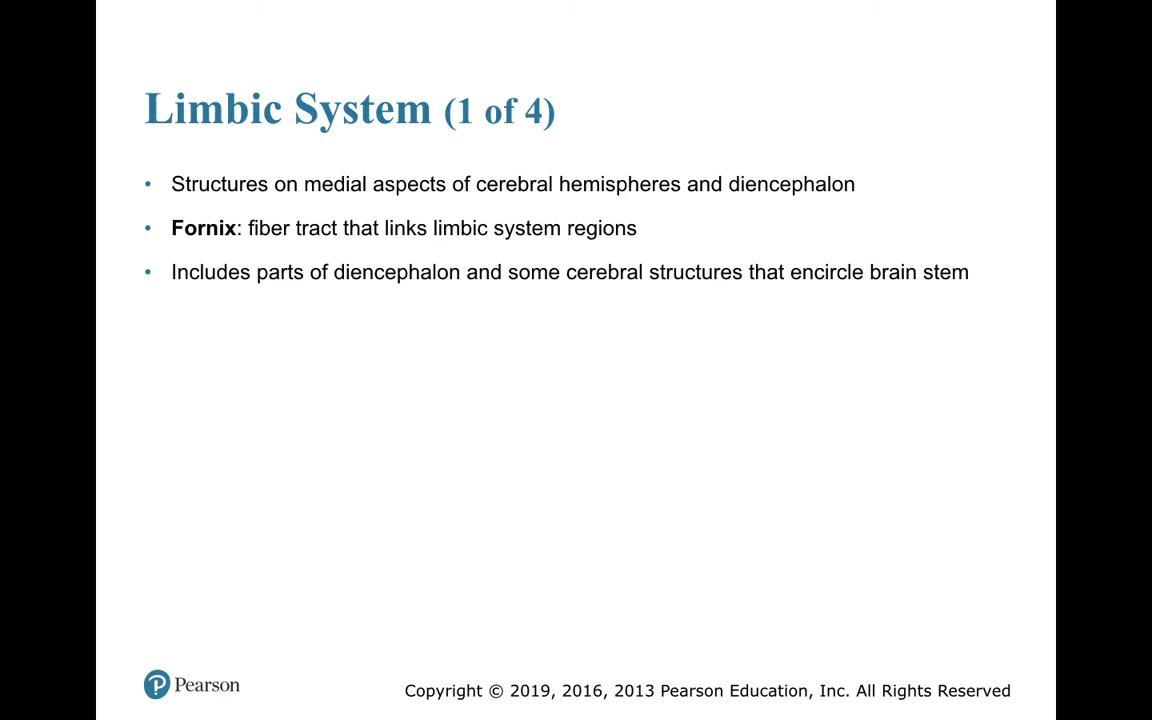 Limbic System (1 of 4)
• Structures on medial aspects of cerebral hemispheres and diencephalon
• Fornix: fiber tract that links limbic system regions
• Includes parts of diencephalon and some cerebral structures that encircle brain stem
Pearson
Copyright © 2019, 2016, 2013 Pearson Education, Inc. All Rights Reserved